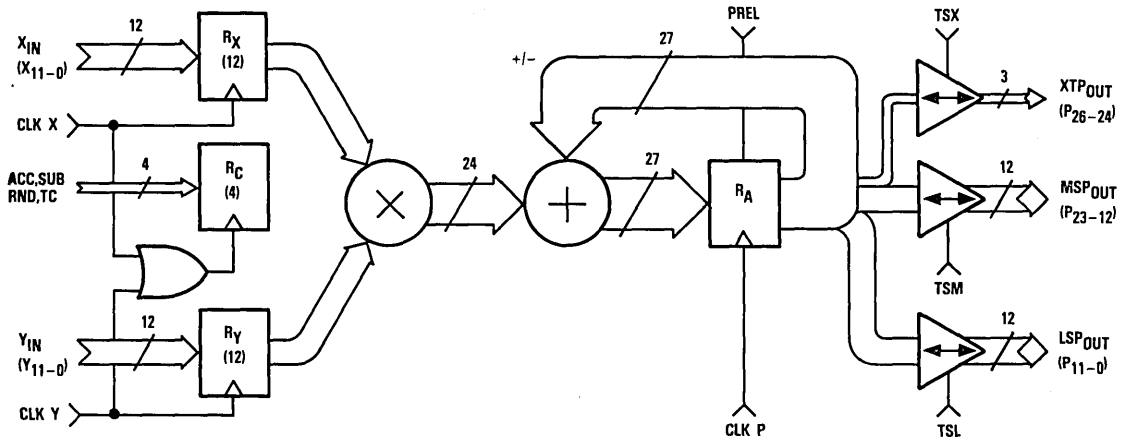 X_IN
(X_11-0)
12
R_X
(12)
CLK X
ACC,SUB
RND,TC
4
R_C
(4)
Y_IN
(Y_11-0)
12
R_Y
(12)
CLK Y
×
24
+
+/-
27
27
PREL
R_A
CLK P
TSX
3
XTP_OUT
(P_26-24)
12
MSP_OUT
(P_23-12)
TSM
12
LSP_OUT
(P_11-0)
TSL